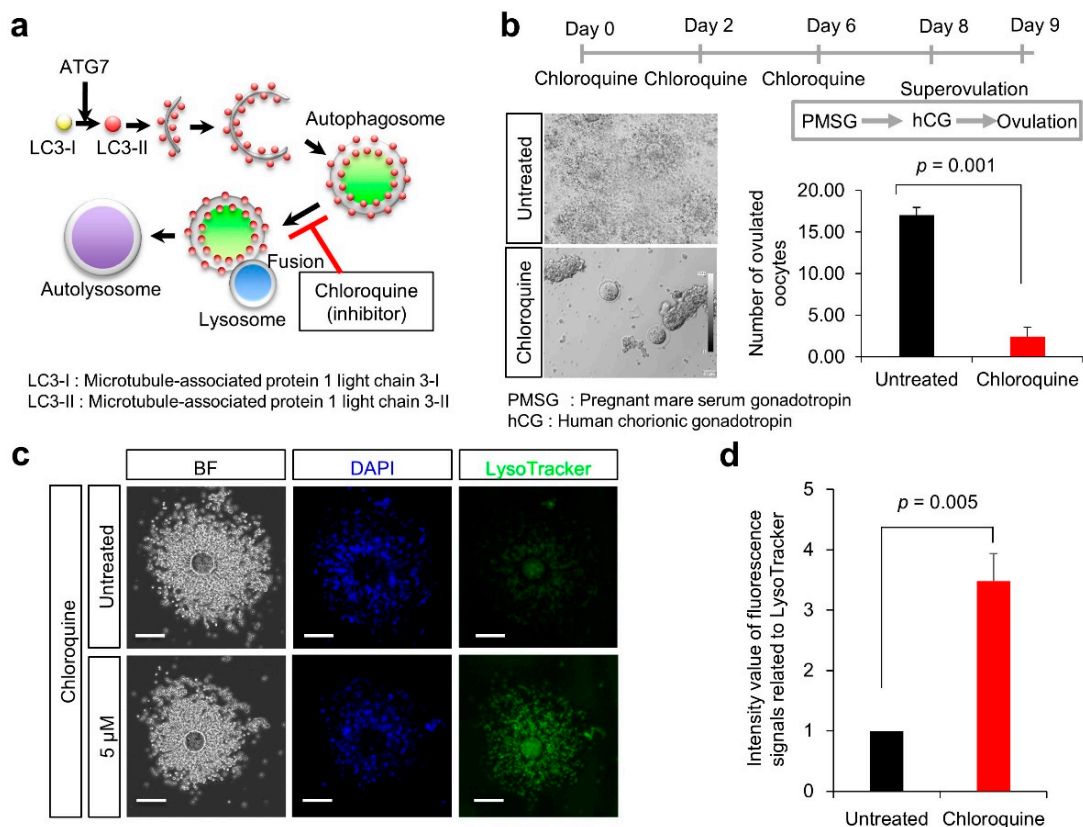 a
ATG7
LC3-I
LC3-II
Autophagosome
Autolysosome
Fusion
Lysosome
Chloroquine
(inhibitor)
LC3-I : Microtubule-associated protein 1 light chain 3-I
LC3-II : Microtubule-associated protein 1 light chain 3-II
b
Day 0 Day 2 Day 6 Day 8 Day 9
Chloroquine Chloroquine Chloroquine
Superovulation
PMSG hCG Ovulation
Untreated
Chloroquine
PMSG : Pregnant mare serum gonadotropin
hCG : Human chorionic gonadotropin
p = 0.001
Number of ovulated
oocytes
20.00
15.00
10.00
5.00
0.00
Untreated Chloroquine
c
BF DAPI LysoTracker
Chloroquine
Untreated
5 µM
d
Intensity value of fluorescence
signals related to LysoTracker
p = 0.005
5
4
3
2
1
0
Untreated Chloroquine